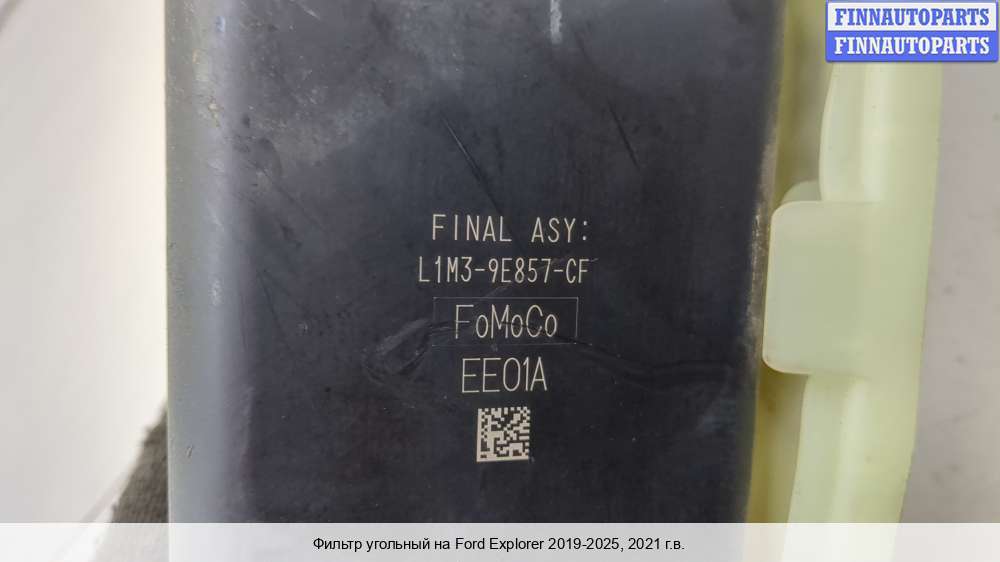 FINNAUTOPARTS
FINNAUTOPARTS
FINAL ASY:
L1M3-9E857-CF
FoMoCo
EE01A
Фильтр угольный на Ford Explorer 2019-2025, 2021 г.в.